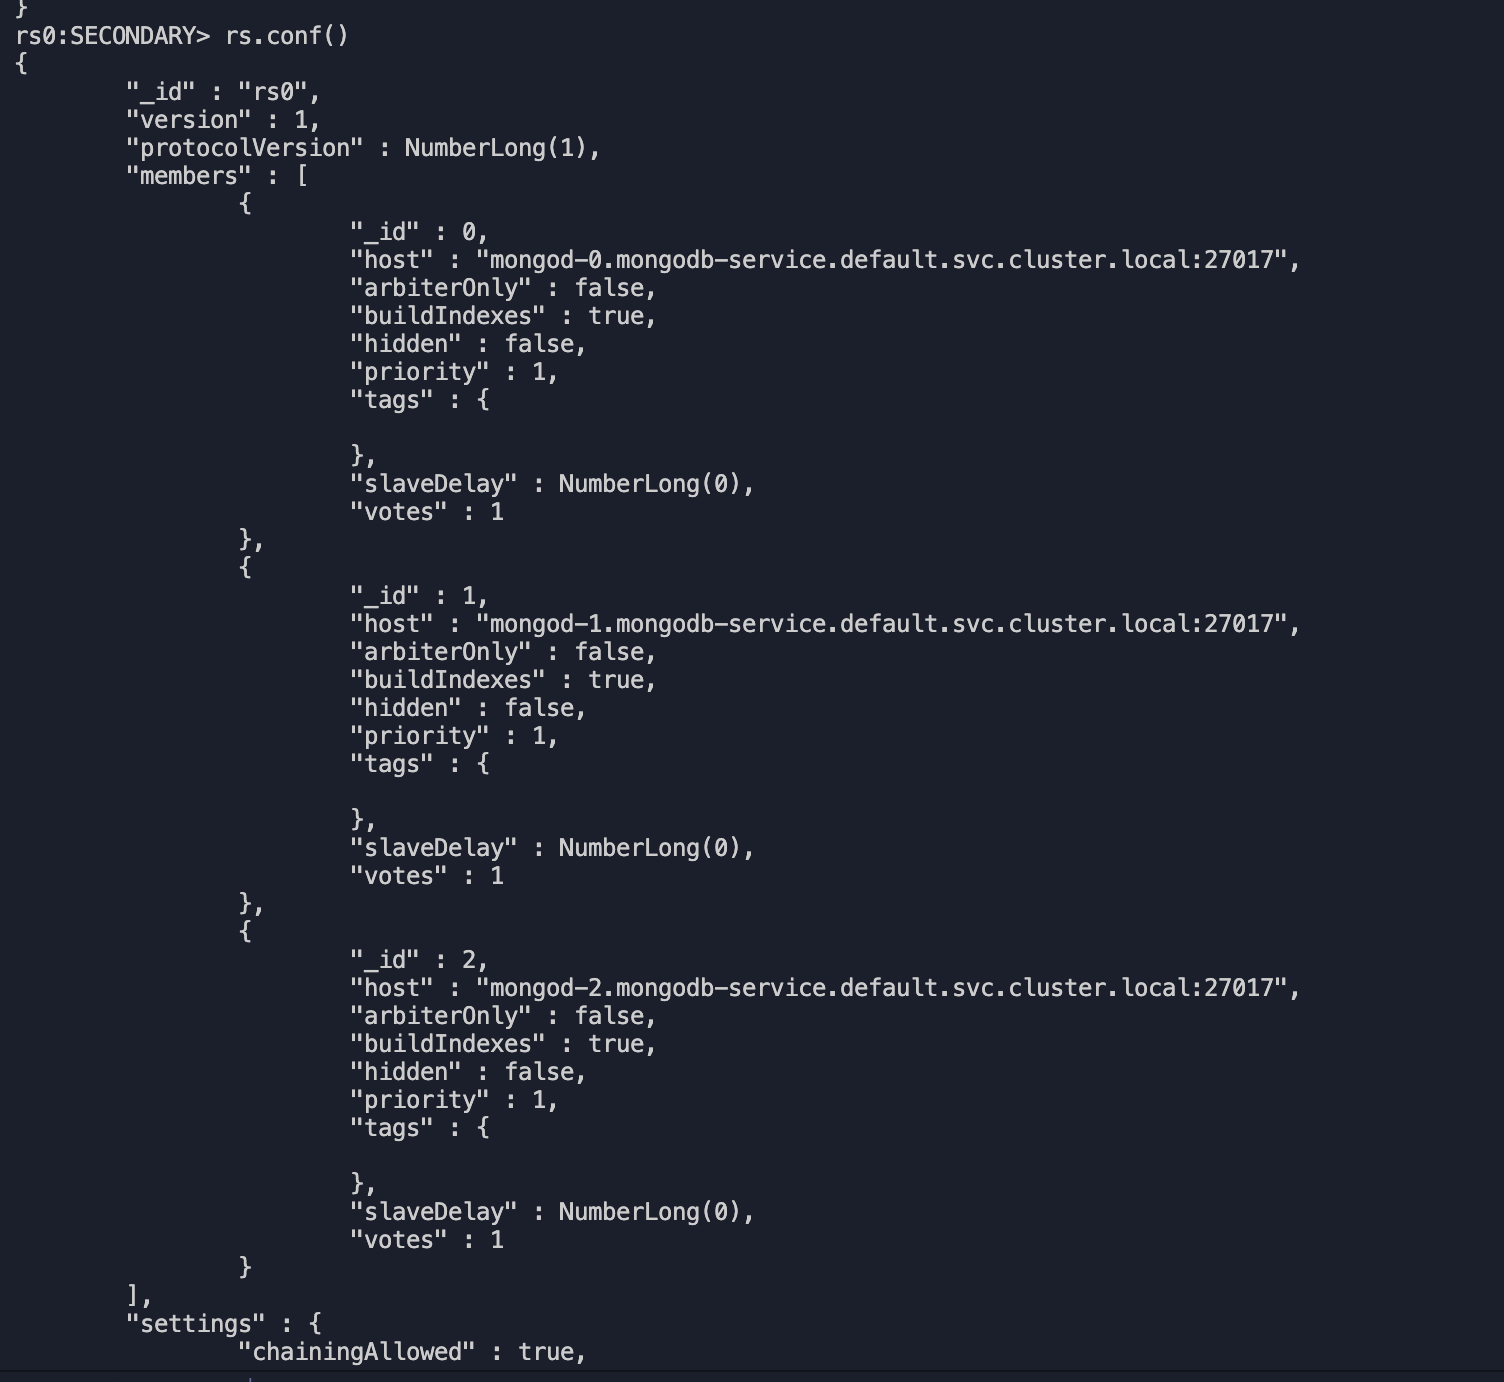 }
rs0:SECONDARY> rs.conf()
{
"_id" : "rs0",
"version" : 1,
"protocolVersion" : NumberLong(1),
"members" : [
{
"_id" : 0,
"host" : "mongod-0.mongodb-service.default.svc.cluster.local:27017",
"arbiterOnly" : false,
"buildIndexes" : true,
"hidden" : false,
"priority" : 1,
"tags" : {
},
"slaveDelay" : NumberLong(0),
"votes" : 1
},
{
"_id" : 1,
"host" : "mongod-1.mongodb-service.default.svc.cluster.local:27017",
"arbiterOnly" : false,
"buildIndexes" : true,
"hidden" : false,
"priority" : 1,
"tags" : {
},
"slaveDelay" : NumberLong(0),
"votes" : 1
},
{
"_id" : 2,
"host" : "mongod-2.mongodb-service.default.svc.cluster.local:27017",
"arbiterOnly" : false,
"buildIndexes" : true,
"hidden" : false,
"priority" : 1,
"tags" : {
},
"slaveDelay" : NumberLong(0),
"votes" : 1
}
],
"settings" : {
"chainingAllowed" : true,